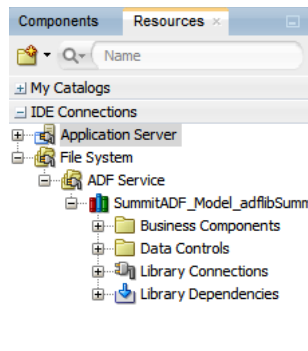 Components
Resources
Name
My Catalogs
IDE Connections
Application Server
File System
ADF Service
SummitADF_Model_adflibSumm
Business Components
Data Controls
Library Connections
Library Dependencies